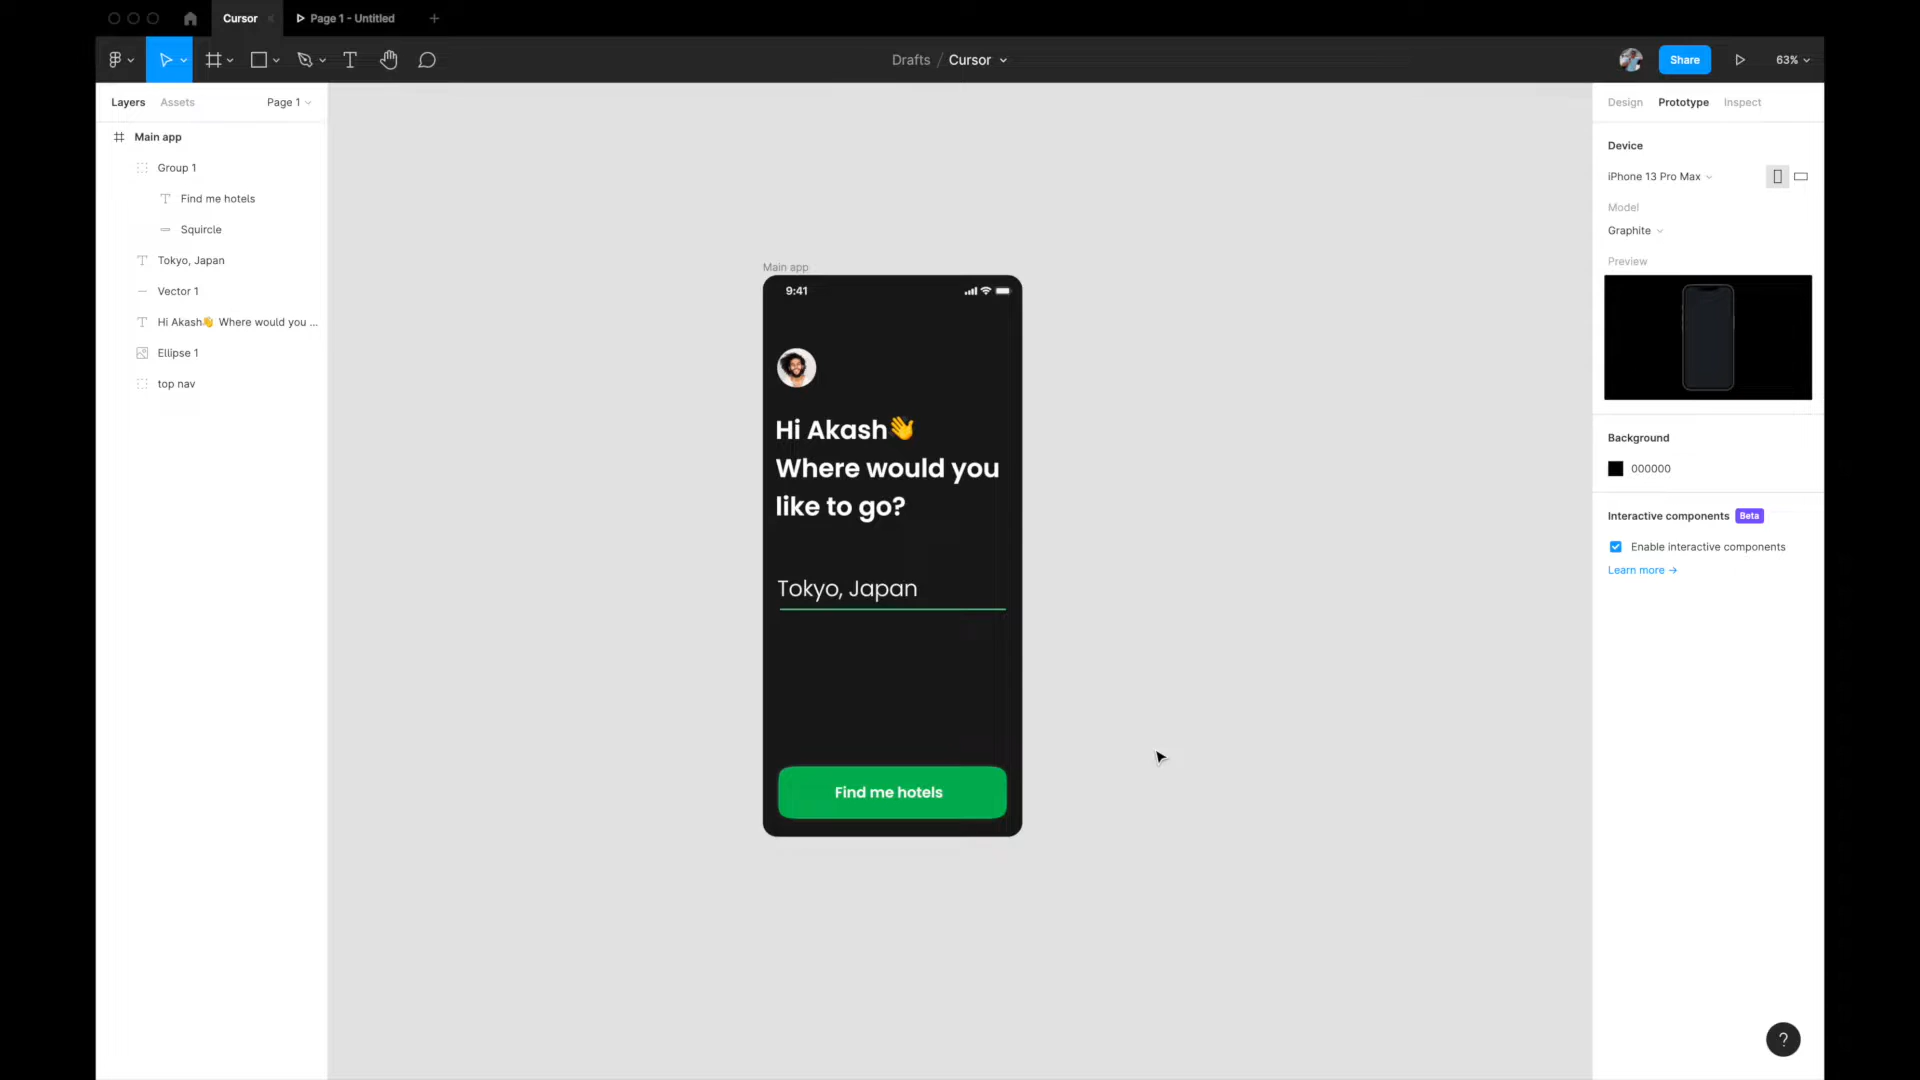 Cursor
Page 1 - Untitled
Drafts / Cursor
Share
63%
Layers Assets Page 1
Main app
Group 1
Find me hotels
Squircle
Tokyo, Japan
Vector 1
Hi Akash👋 Where would you ...
Ellipse 1
top nav
Main app
9:41
Hi Akash👋
Where would you
like to go?
Tokyo, Japan
Find me hotels
Design Prototype Inspect
Device
iPhone 13 Pro Max
Model
Graphite
Preview
Background
000000
Interactive components Beta
Enable interactive components
Learn more →
?